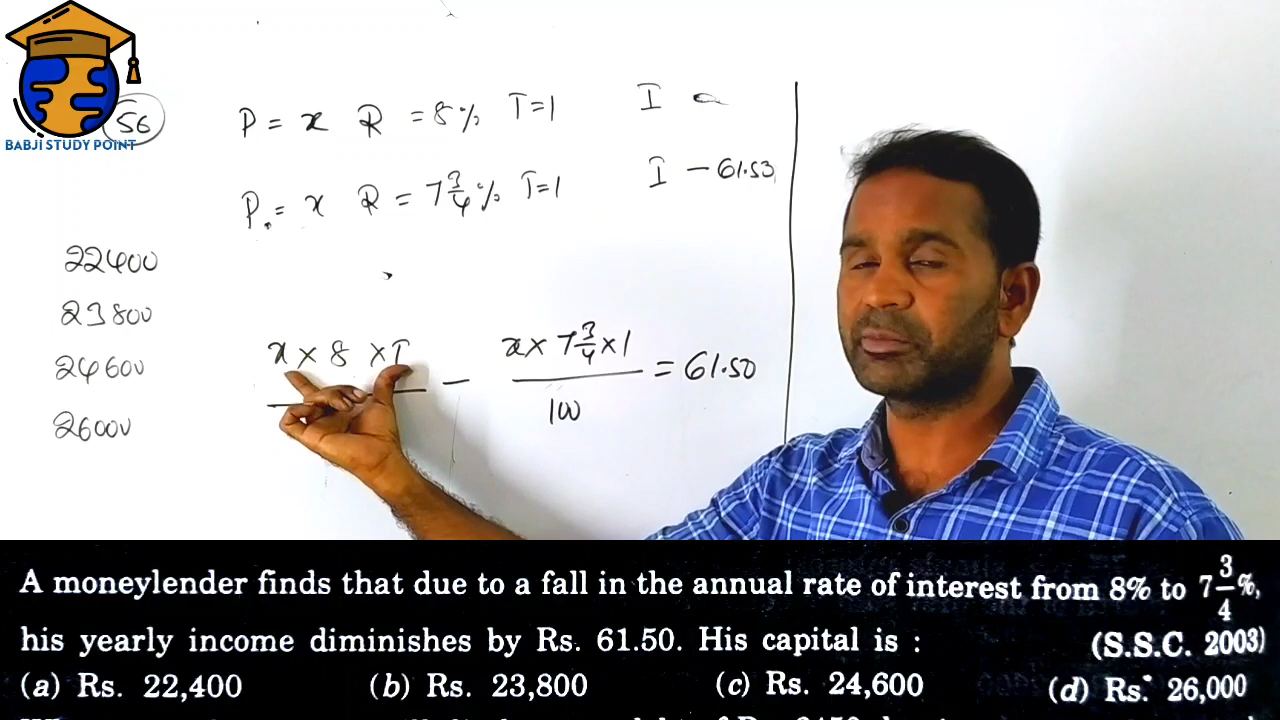 56
BABJI STUDY POINT
P = x R = 8% T=1 I
P. = x R = 7 3/4 % T=1 I - 61.53
22400
23800
24600
26000
x × 8 × T − x × 7 3/4 × 1 / 100 = 61.50
A moneylender finds that due to a fall in the annual rate of interest from 8% to 7 3/4 %,
his yearly income diminishes by Rs. 61.50. His capital is : (S.S.C. 2003)
(a) Rs. 22,400 (b) Rs. 23,800 (c) Rs. 24,600 (d) Rs. 26,000